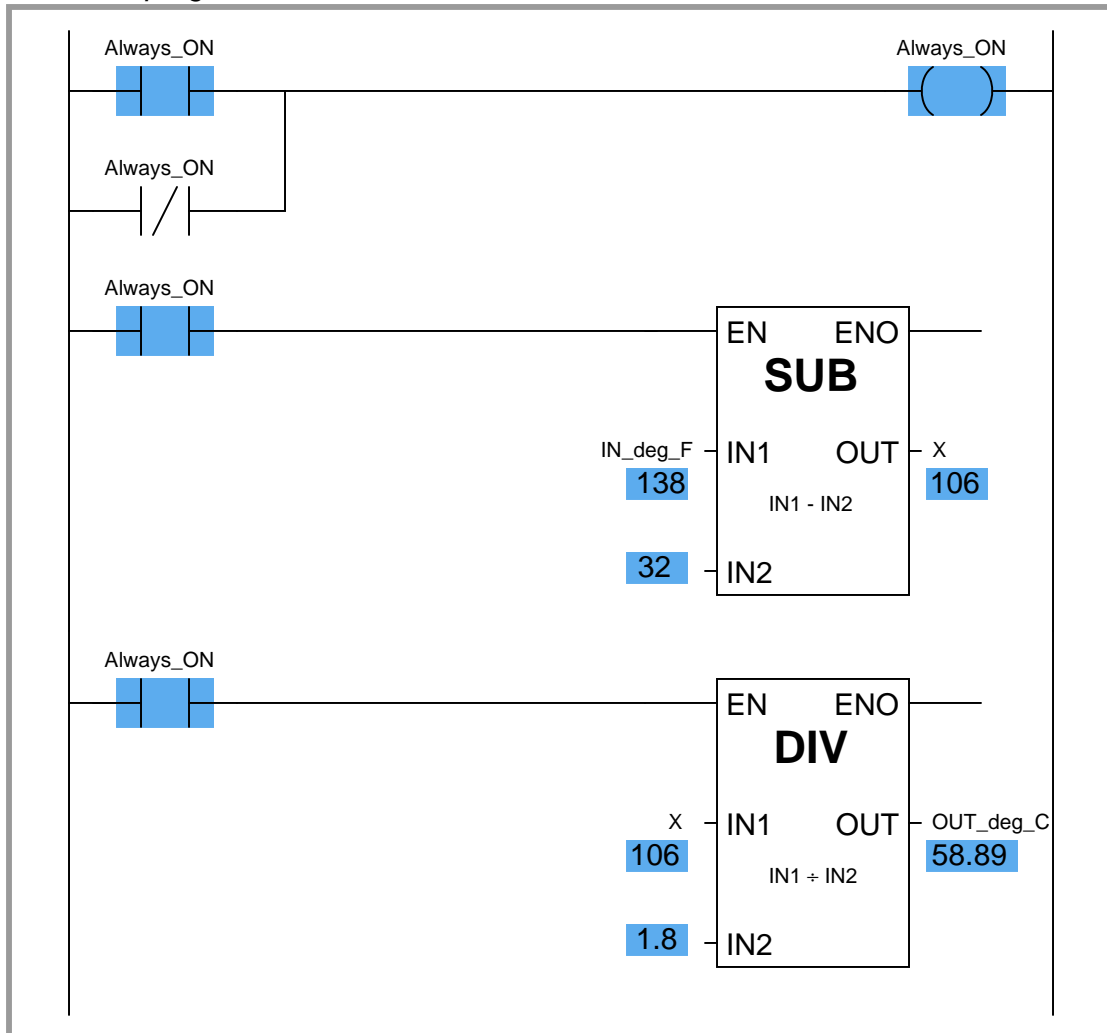 Always_ON
Always_ON
Always_ON
Always_ON
EN ENO
SUB
IN_deg_F IN1 OUT X
138 106
IN1 - IN2
32 IN2
Always_ON
EN ENO
DIV
X IN1 OUT OUT_deg_C
106 58.89
IN1 ÷ IN2
1.8 IN2